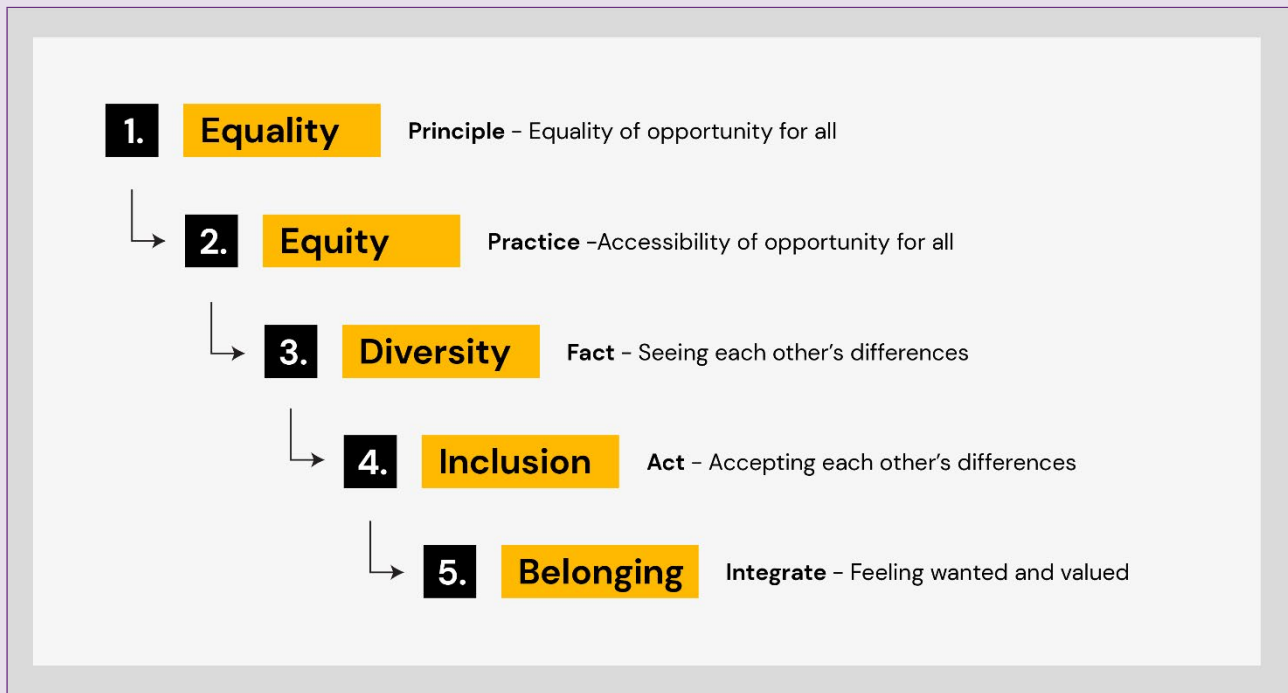 1. Equality Principle – Equality of opportunity for all
2. Equity Practice –Accessibility of opportunity for all
3. Diversity Fact – Seeing each other’s differences
4. Inclusion Act – Accepting each other’s differences
5. Belonging Integrate – Feeling wanted and valued